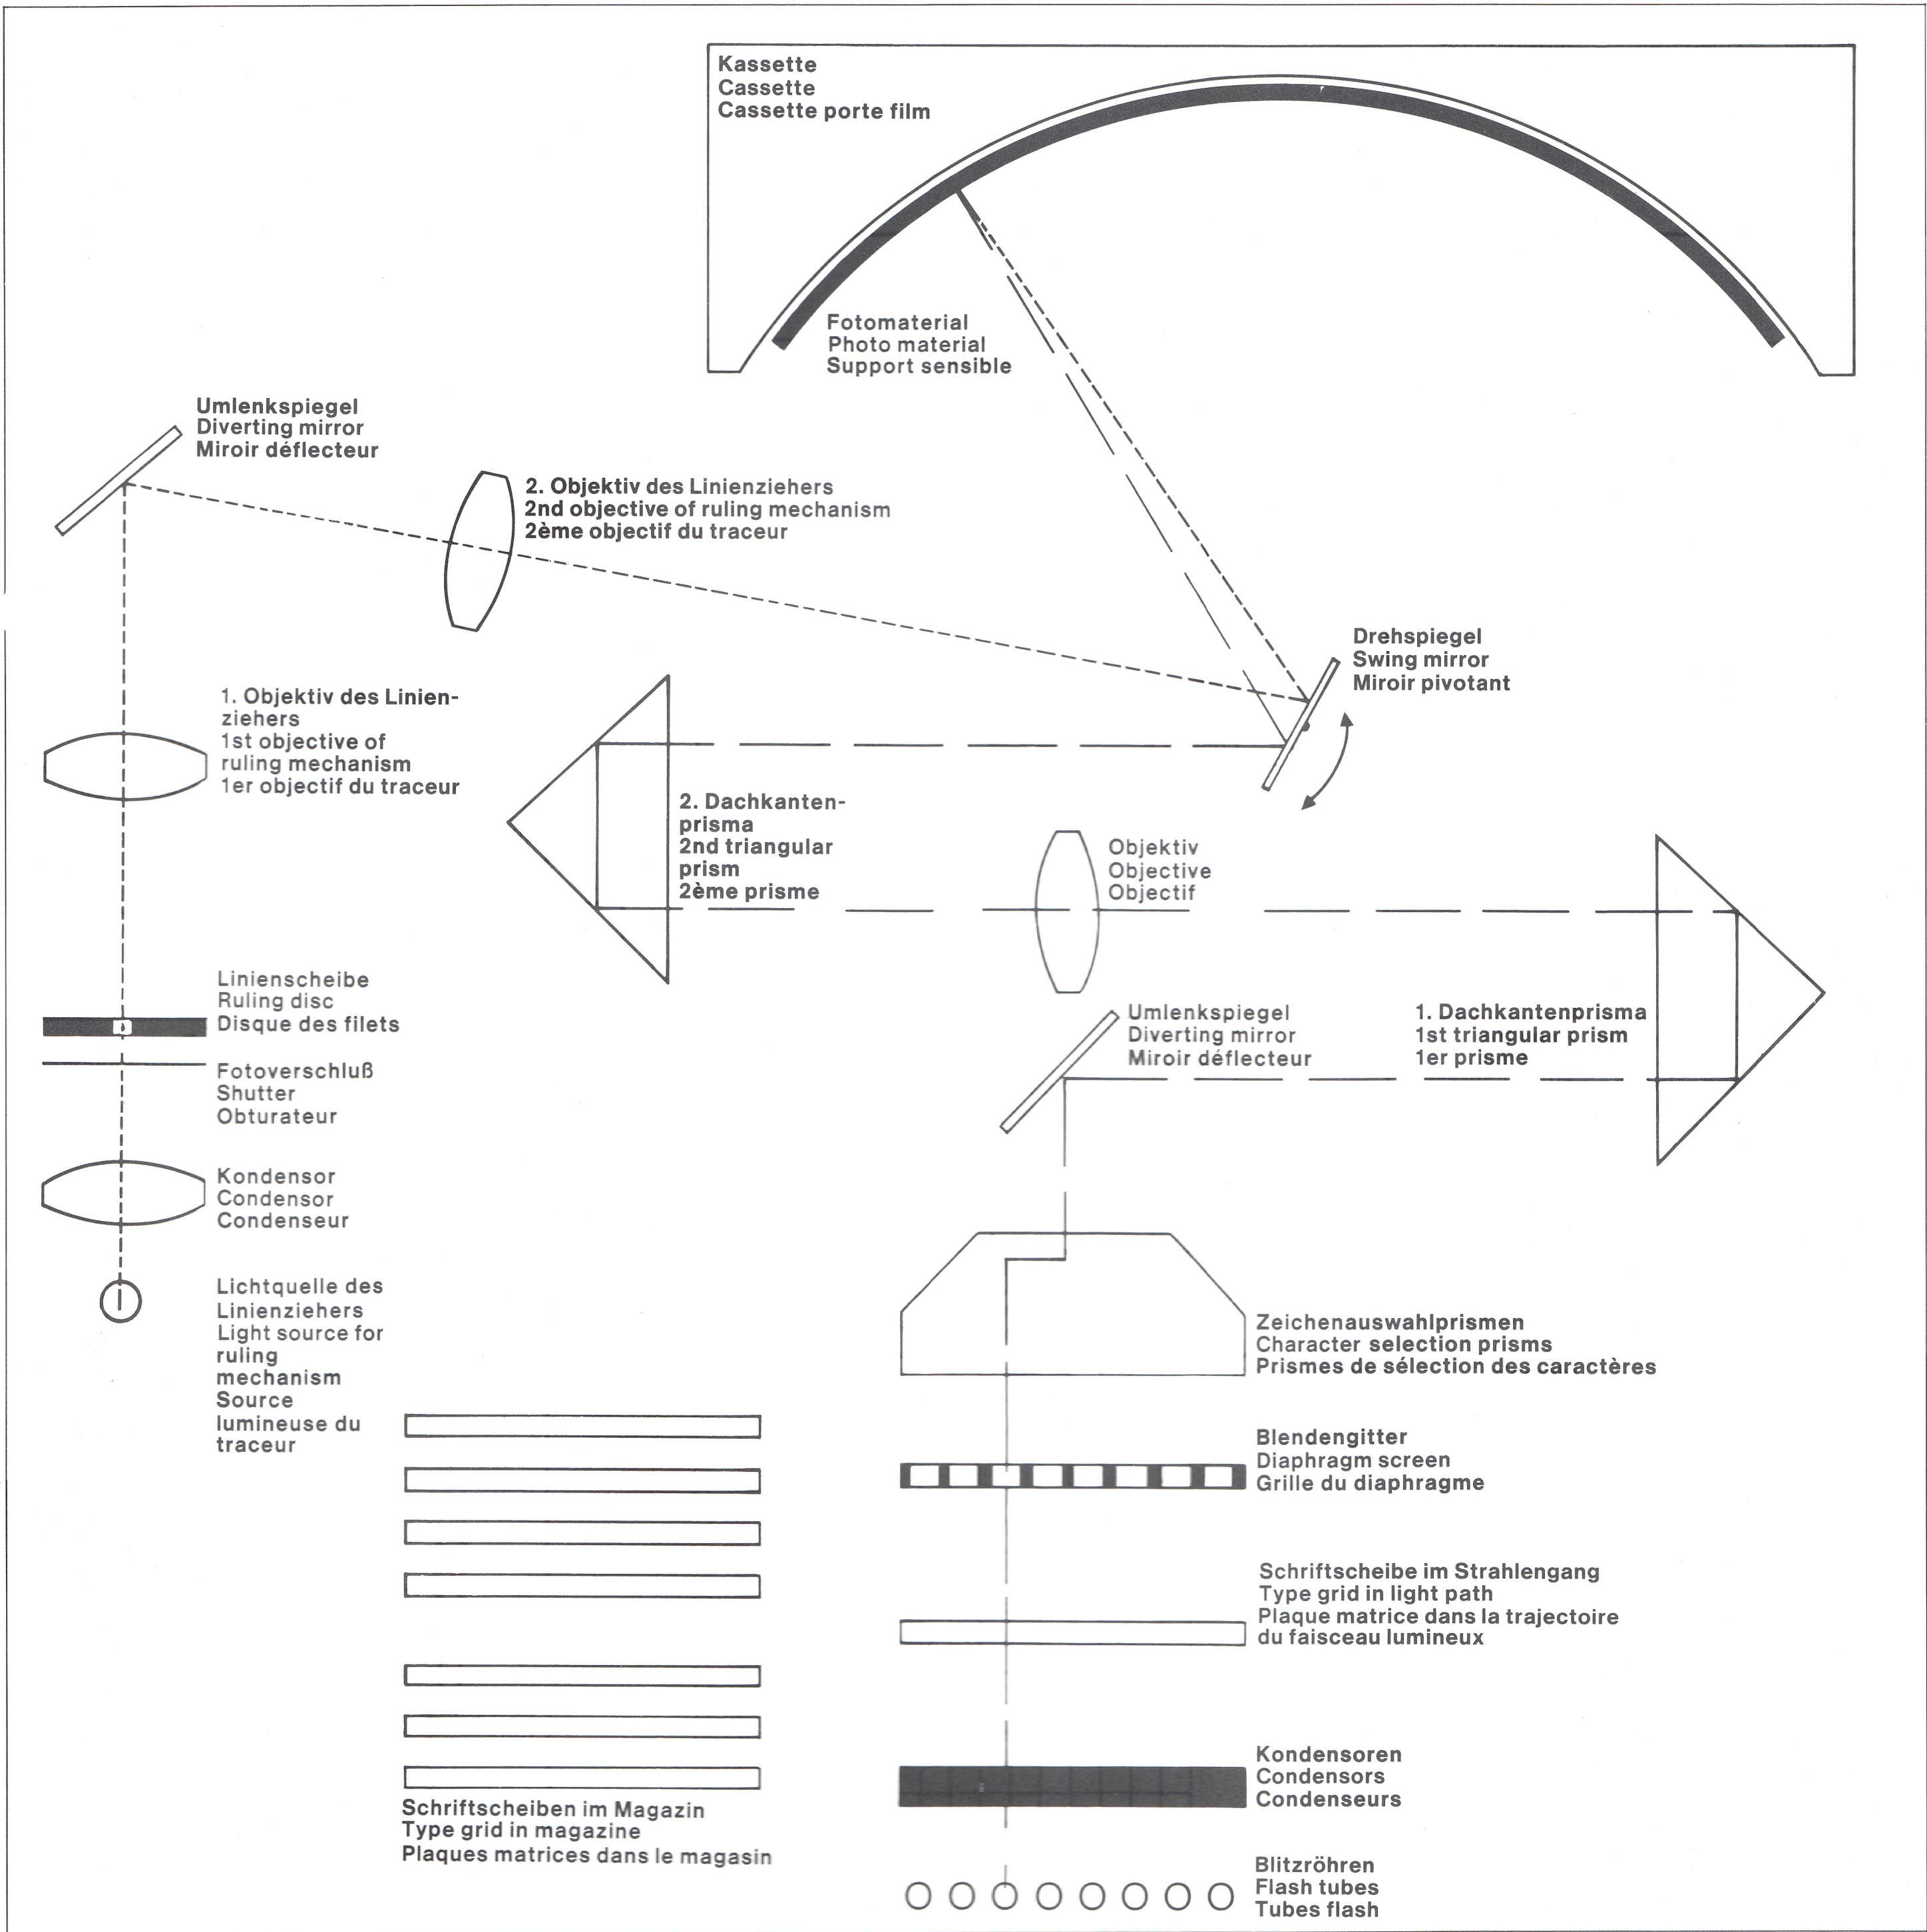 Kassette
Cassette
Cassette porte film
Fotomaterial
Photo material
Support sensible
Umlenkspiegel
Diverting mirror
Miroir déflecteur
2. Objektiv des Linienziehers
2nd objective of ruling mechanism
2ème objectif du traceur
Drehspiegel
Swing mirror
Miroir pivotant
1. Objektiv des Linien-
ziehers
1st objective of
ruling mechanism
1er objectif du traceur
2. Dachkanten-
prisma
2nd triangular
prism
2ème prisme
Objektiv
Objective
Objectif
Linienscheibe
Ruling disc
Disque des filets
Umlenkspiegel
Diverting mirror
Miroir déflecteur
1. Dachkantenprisma
1st triangular prism
1er prisme
Fotoverschluß
Shutter
Obturateur
Kondensor
Condensor
Condenseur
Lichtquelle des
Linienziehers
Light source for
ruling
mechanism
Source
lumineuse du
traceur
Zeichenauswahlprismen
Character selection prisms
Prismes de sélection des caractères
Blendengitter
Diaphragm screen
Grille du diaphragme
Schriftscheibe im Strahlengang
Type grid in light path
Plaque matrice dans la trajectoire
du faisceau lumineux
Kondensoren
Condensors
Condenseurs
Schriftscheiben im Magazin
Type grid in magazine
Plaques matrices dans le magasin
Blitzröhren
Flash tubes
Tubes flash